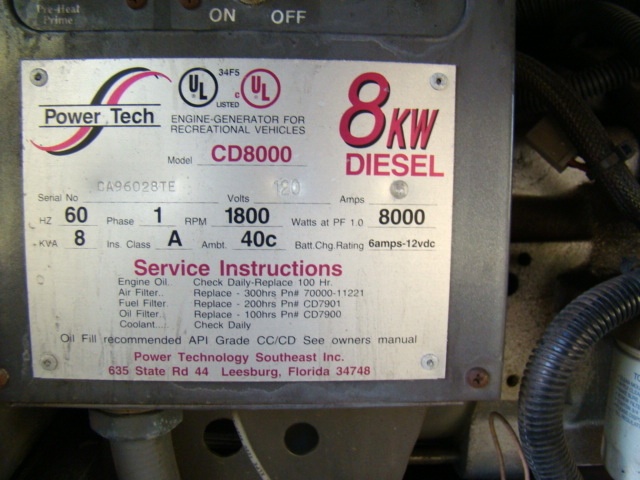 Pre-Heat
Prime
ON OFF
Power Tech
UL 34FS c UL
LISTED
ENGINE-GENERATOR FOR
RECREATIONAL VEHICLES
8KW
DIESEL
Model CD8000
Serial No CA96028TE Volts 120 Amps
HZ 60 Phase 1 RPM 1800 Watts at PF 1.0 8000
KVA 8 Ins. Class A Ambt. 40c Batt.Chg.Rating 6amps-12vdc
Service Instructions
Engine Oil.. Check Daily-Replace 100 Hr.
Air Filter.. Replace - 300hrs Pn# 70000-11221
Fuel Filter.. Replace - 200hrs Pn# CD7901
Oil Filter.. Replace - 100hrs Pn# CD7900
Coolant.... Check Daily
Oil Fill recommended API Grade CC/CD See owners manual
Power Technology Southeast Inc.
635 State Rd 44 Leesburg, Florida 34748